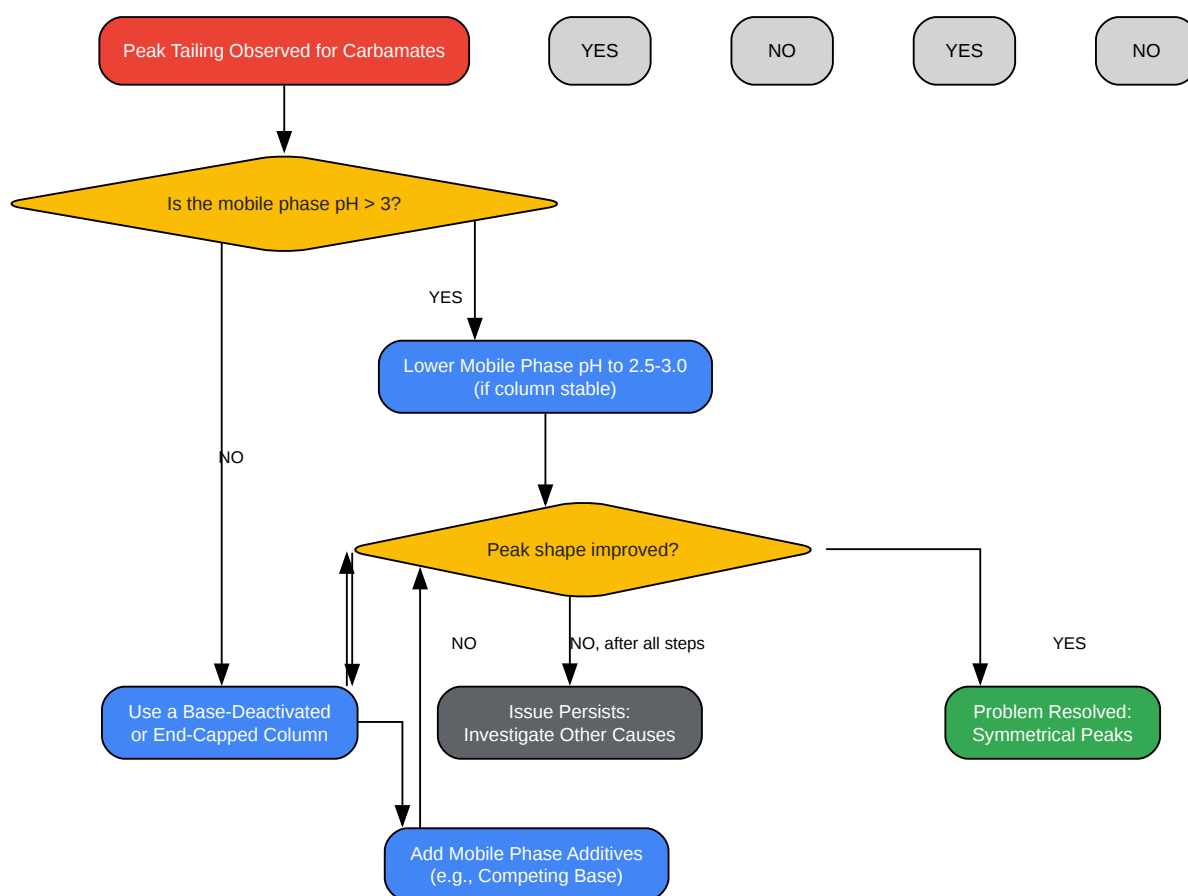 Peak Tailing Observed for Carbamates
YES
NO
YES
NO
Is the mobile phase pH > 3?
YES
Lower Mobile Phase pH to 2.5-3.0
(if column stable)
NO
Peak shape improved?
NO
NO, after all steps
YES
Use a Base-Deactivated
or End-Capped Column
Issue Persists:
Investigate Other Causes
Problem Resolved:
Symmetrical Peaks
Add Mobile Phase Additives
(e.g., Competing Base)